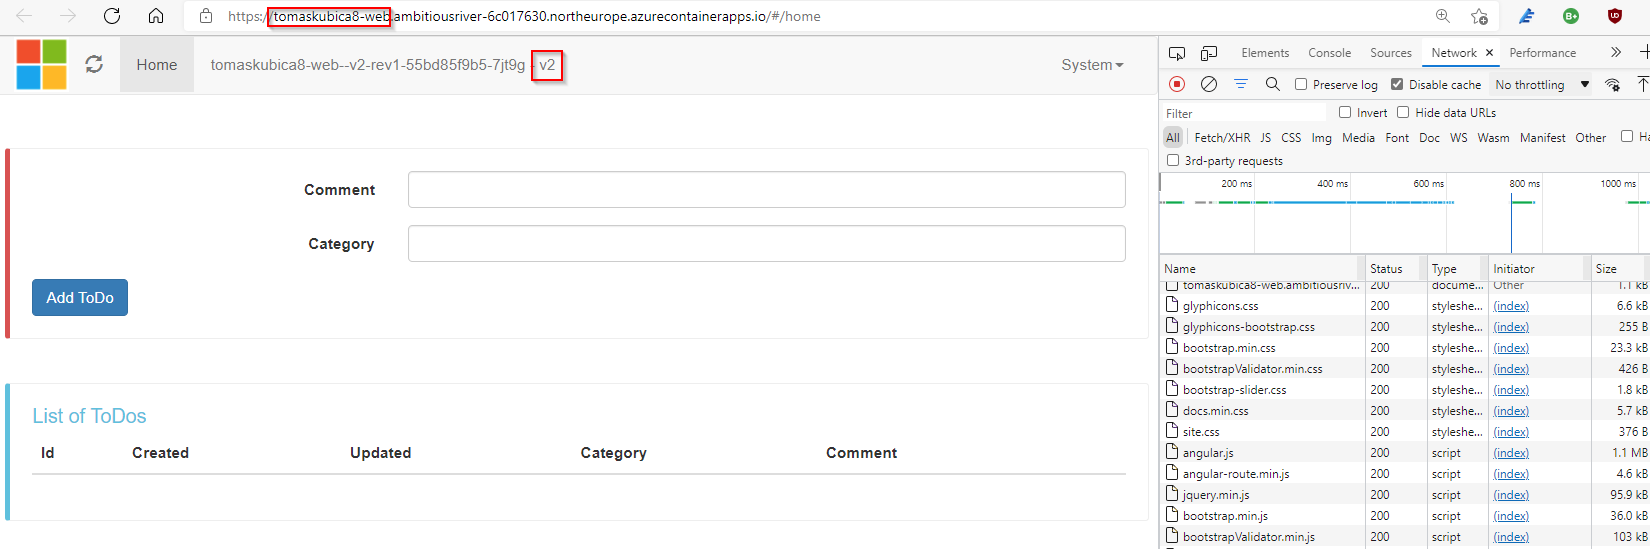 https://tomaskubica8-web.ambitiousriver-6c017630.northeurope.azurecontainerapps.io/#/home
Home
tomaskubica8-web--v2-rev1-55bd85f9b5-7jt9g - v2
System
Comment
Category
Add ToDo
List of ToDos
Id Created Updated Category Comment
Elements Console Sources Network Performance
Preserve log Disable cache No throttling
Filter Invert Hide data URLs
All Fetch/XHR JS CSS Img Media Font Doc WS Wasm Manifest Other
3rd-party requests
200 ms 400 ms 600 ms 800 ms 1000 ms
Name Status Type Initiator Size
tomaskubica8-web.ambitiousriv... 200 docume... Other 1.1 kB
glyphicons.css 200 styleshe... (index) 6.6 kB
glyphicons-bootstrap.css 200 styleshe... (index) 255 B
bootstrap.min.css 200 styleshe... (index) 23.3 kB
bootstrapValidator.min.css 200 styleshe... (index) 426 B
bootstrap-slider.css 200 styleshe... (index) 1.8 kB
docs.min.css 200 styleshe... (index) 5.7 kB
site.css 200 styleshe... (index) 376 B
angular.js 200 script (index) 1.1 MB
angular-route.min.js 200 script (index) 4.6 kB
jquery.min.js 200 script (index) 95.9 kB
bootstrap.min.js 200 script (index) 36.0 kB
bootstrapValidator.min.js 200 script (index) 103 kB